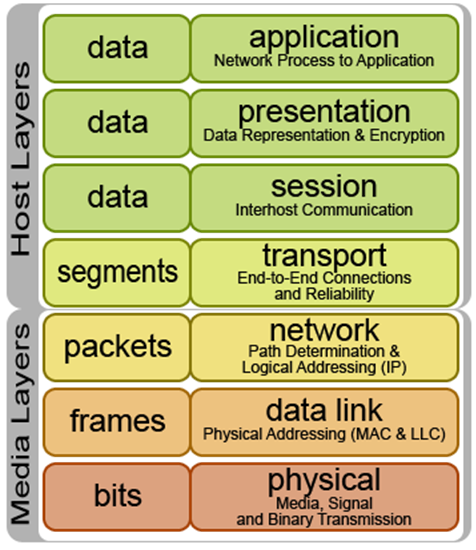 Host Layers
data
application
Network Process to Application
data
presentation
Data Representation & Encryption
data
session
Interhost Communication
segments
transport
End-to-End Connections
and Reliability
Media Layers
packets
network
Path Determination &
Logical Addressing (IP)
frames
data link
Physical Addressing (MAC & LLC)
bits
physical
Media, Signal
and Binary Transmission